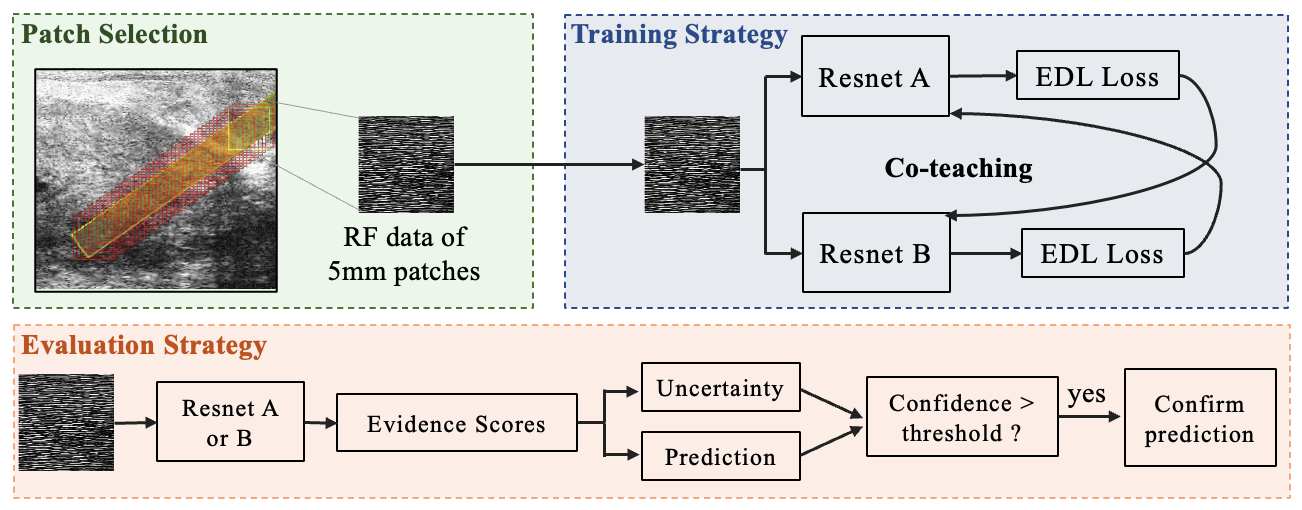 Patch Selection
RF data of
5mm patches
Training Strategy
Resnet A
EDL Loss
Co-teaching
Resnet B
EDL Loss
Evaluation Strategy
Resnet A
or B
Evidence Scores
Uncertainty
Prediction
Confidence >
threshold ?
yes
Confirm
prediction